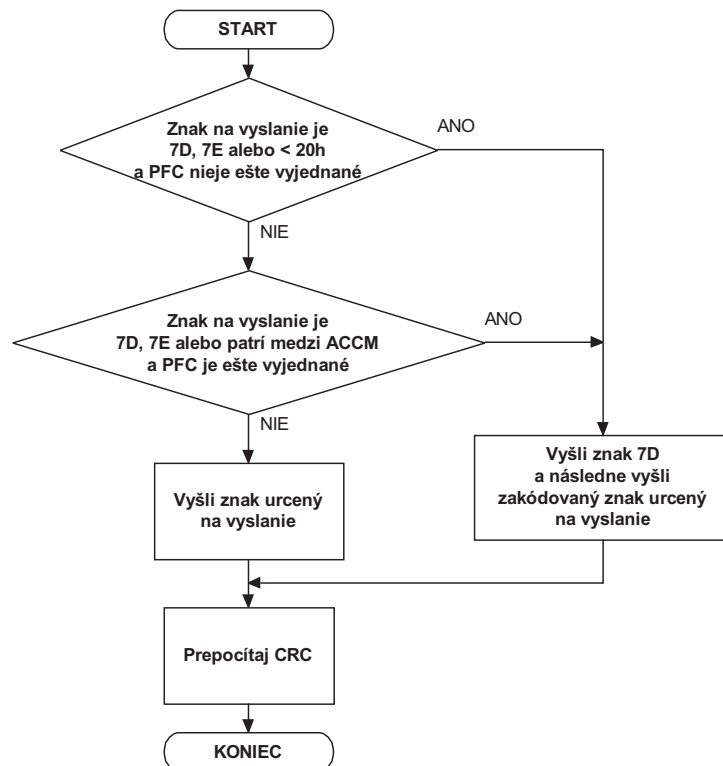 START
Znak na vyslanie je
7D, 7E alebo < 20h
a PFC nieje ešte vyjednané
ANO
NIE
Znak na vyslanie je
7D, 7E alebo patrí medzi ACCM
a PFC je ešte vyjednané
ANO
NIE
Vyšli znak 7D
a následne vyšli
zakódovaný znak urcený
na vyslanie
Vyšli znak urcený
na vyslanie
Prepocítaj CRC
KONIEC